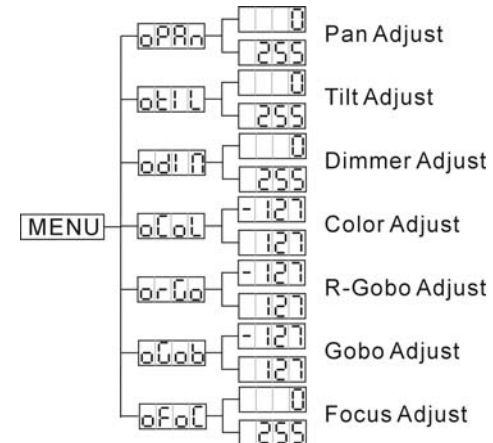 oPAn 0 Pan Adjust
255
otIL 0 Tilt Adjust
255
odIM 0 Dimmer Adjust
255
MENU oCoL -127 Color Adjust
127
orGo -127 R-Gobo Adjust
127
oGob -127 Gobo Adjust
127
oFoC 0 Focus Adjust
255